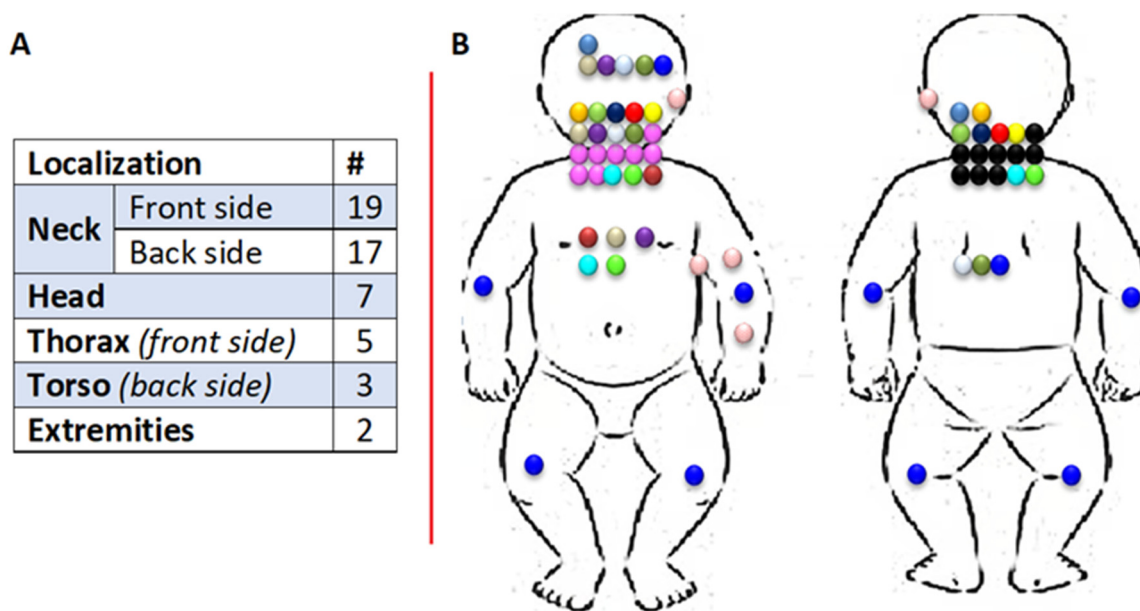 A
B
Localization #
Neck Front side 19
Back side 17
Head 7
Thorax (front side) 5
Torso (back side) 3
Extremities 2